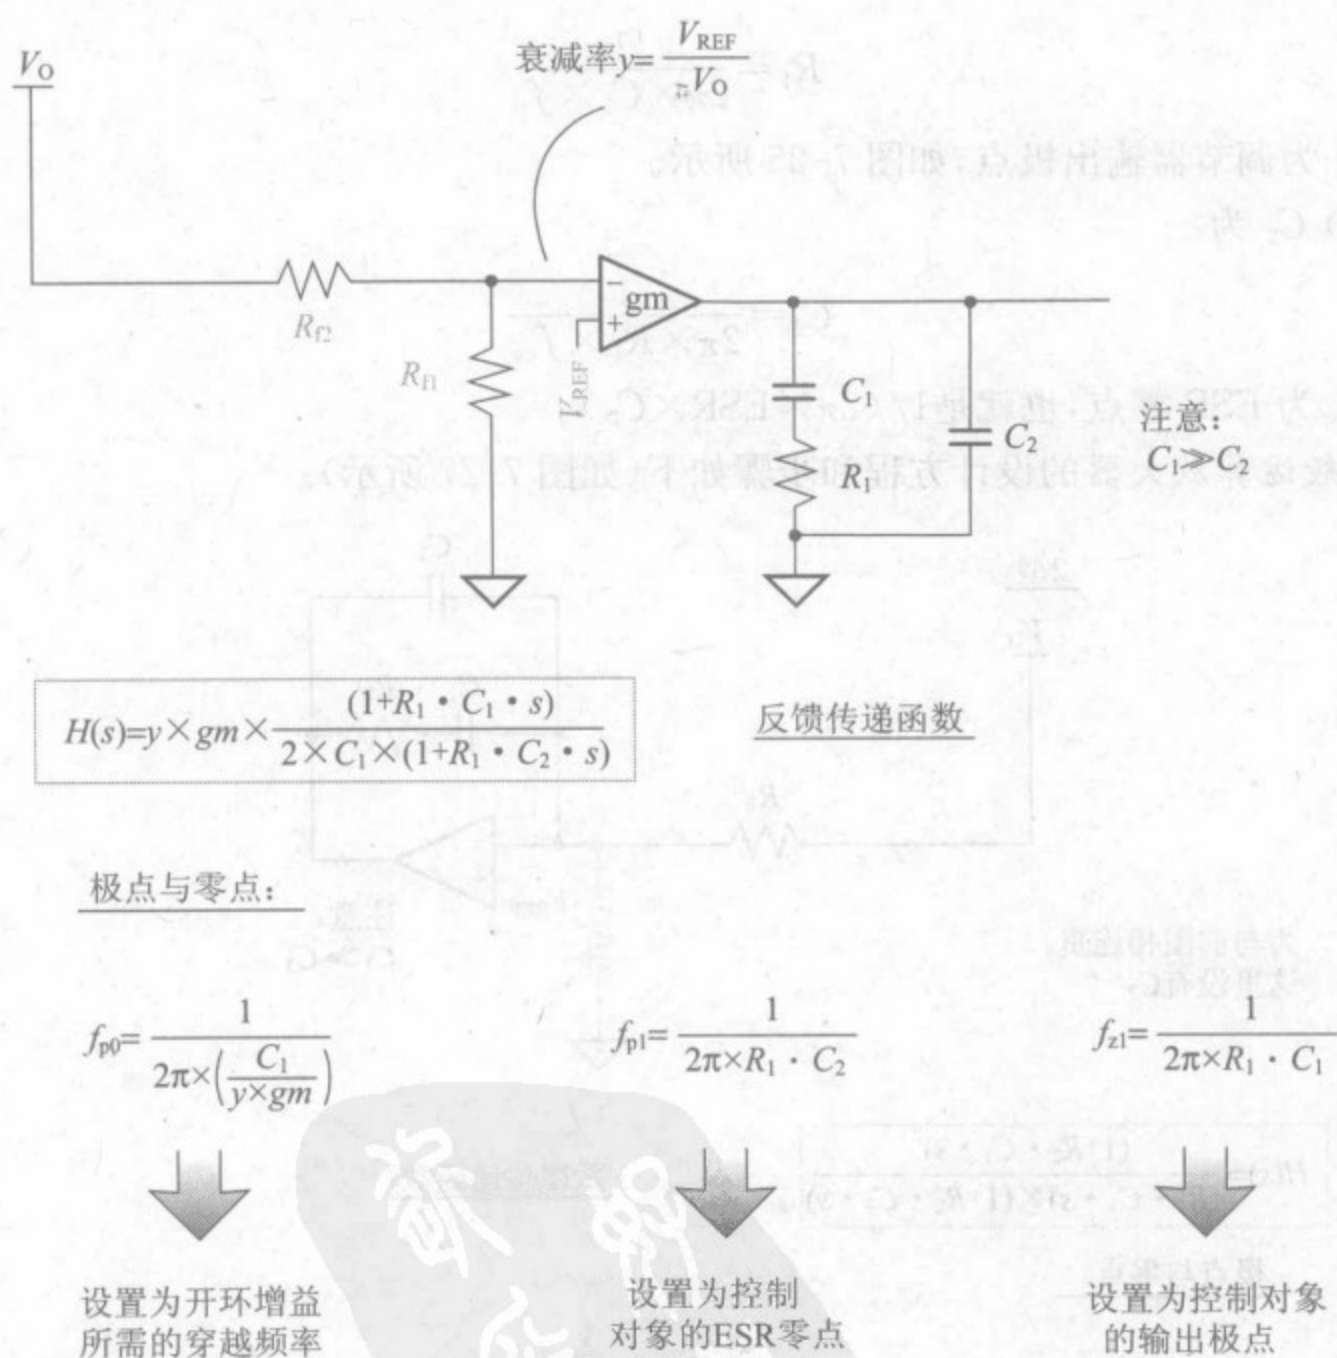 衰减率y=V_REF/V_O
V_O
R_f2
R_f1
V_REF
−
gm
+
C_1
R_1
C_2
注意:
C_1≫C_2
H(s)=y×gm×(1+R_1·C_1·s)/(2×C_1×(1+R_1·C_2·s))
反馈传递函数
极点与零点:
f_p0=1/(2π×(C_1/(y×gm)))
f_p1=1/(2π×R_1·C_2)
f_z1=1/(2π×R_1·C_1)
设置为开环增益
所需的穿越频率
设置为控制
对象的ESR零点
设置为控制对象
的输出极点